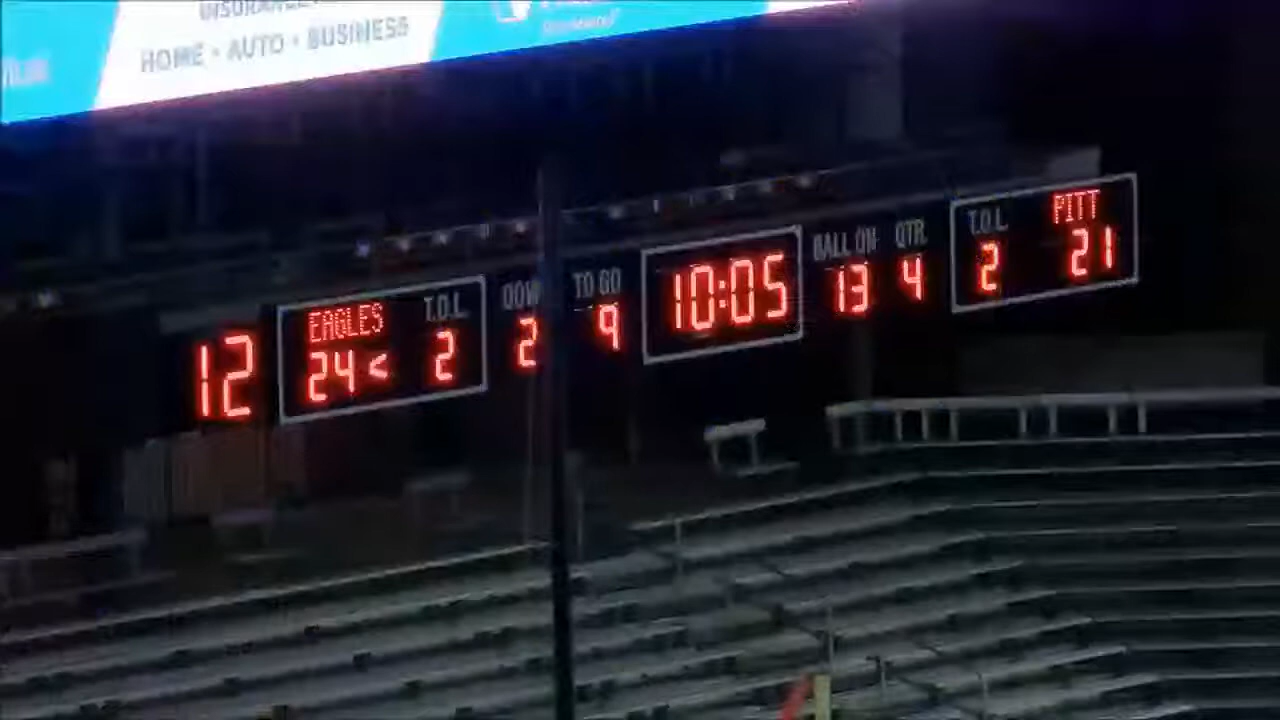 HOME • AUTO • BUSINESS
EAGLES T.O.L. DOWN TO GO 10:05 BALL ON QTR T.O.L. PITT
12 24< 2 2 9 13 4 2 21